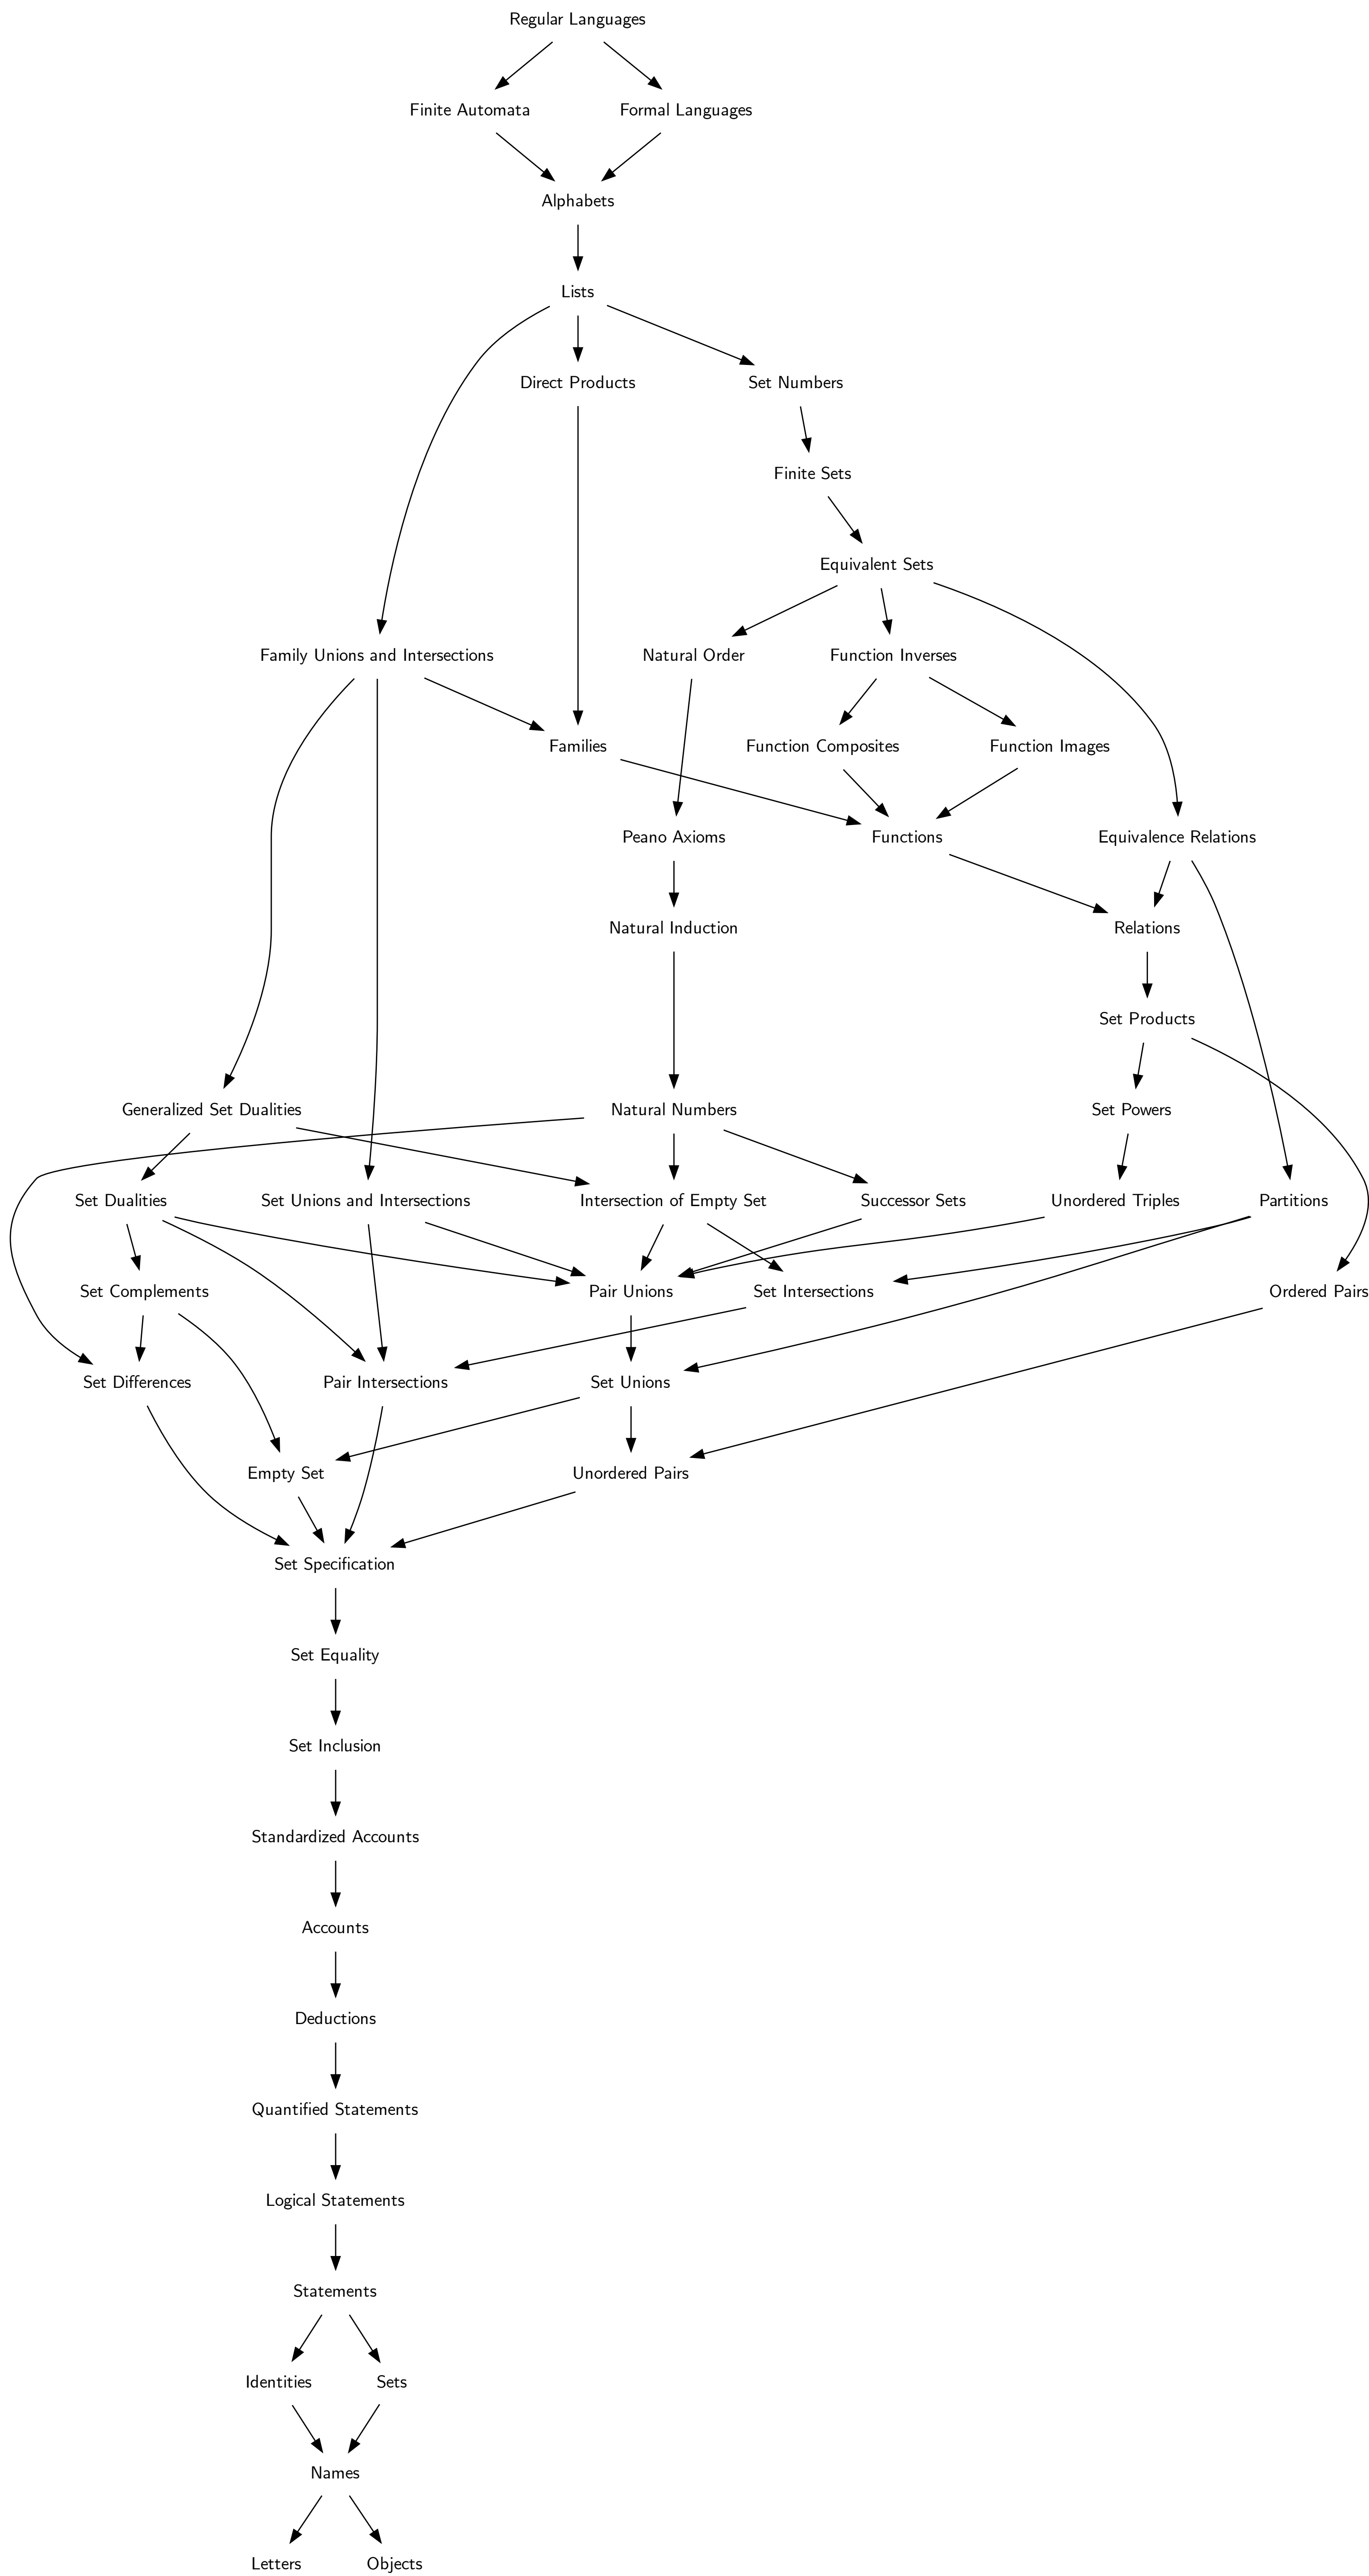 Regular Languages
Finite Automata
Formal Languages
Alphabets
Lists
Direct Products
Set Numbers
Finite Sets
Equivalent Sets
Family Unions and Intersections
Natural Order
Function Inverses
Families
Function Composites
Function Images
Peano Axioms
Functions
Equivalence Relations
Natural Induction
Relations
Set Products
Generalized Set Dualities
Natural Numbers
Set Powers
Set Dualities
Set Unions and Intersections
Intersection of Empty Set
Successor Sets
Unordered Triples
Partitions
Set Complements
Pair Unions
Set Intersections
Ordered Pairs
Set Differences
Pair Intersections
Set Unions
Empty Set
Unordered Pairs
Set Specification
Set Equality
Set Inclusion
Standardized Accounts
Accounts
Deductions
Quantified Statements
Logical Statements
Statements
Identities
Sets
Names
Letters
Objects